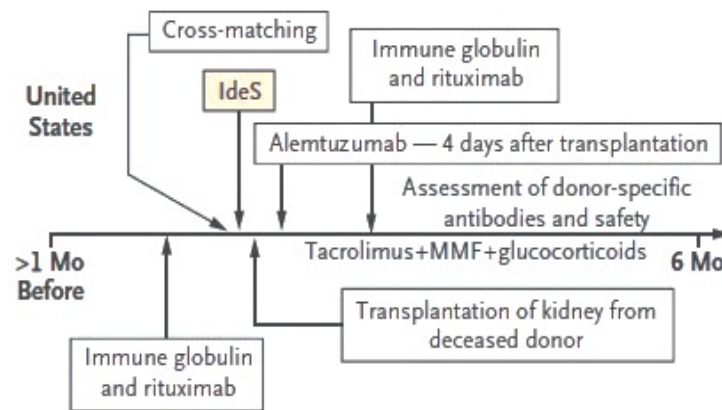 Cross-matching
Immune globulin
and rituximab
IdeS
United
States
Alemtuzumab — 4 days after transplantation
Assessment of donor-specific
antibodies and safety
Tacrolimus+MMF+glucocorticoids
>1 Mo
Before
6 Mo
Transplantation of kidney from
deceased donor
Immune globulin
and rituximab